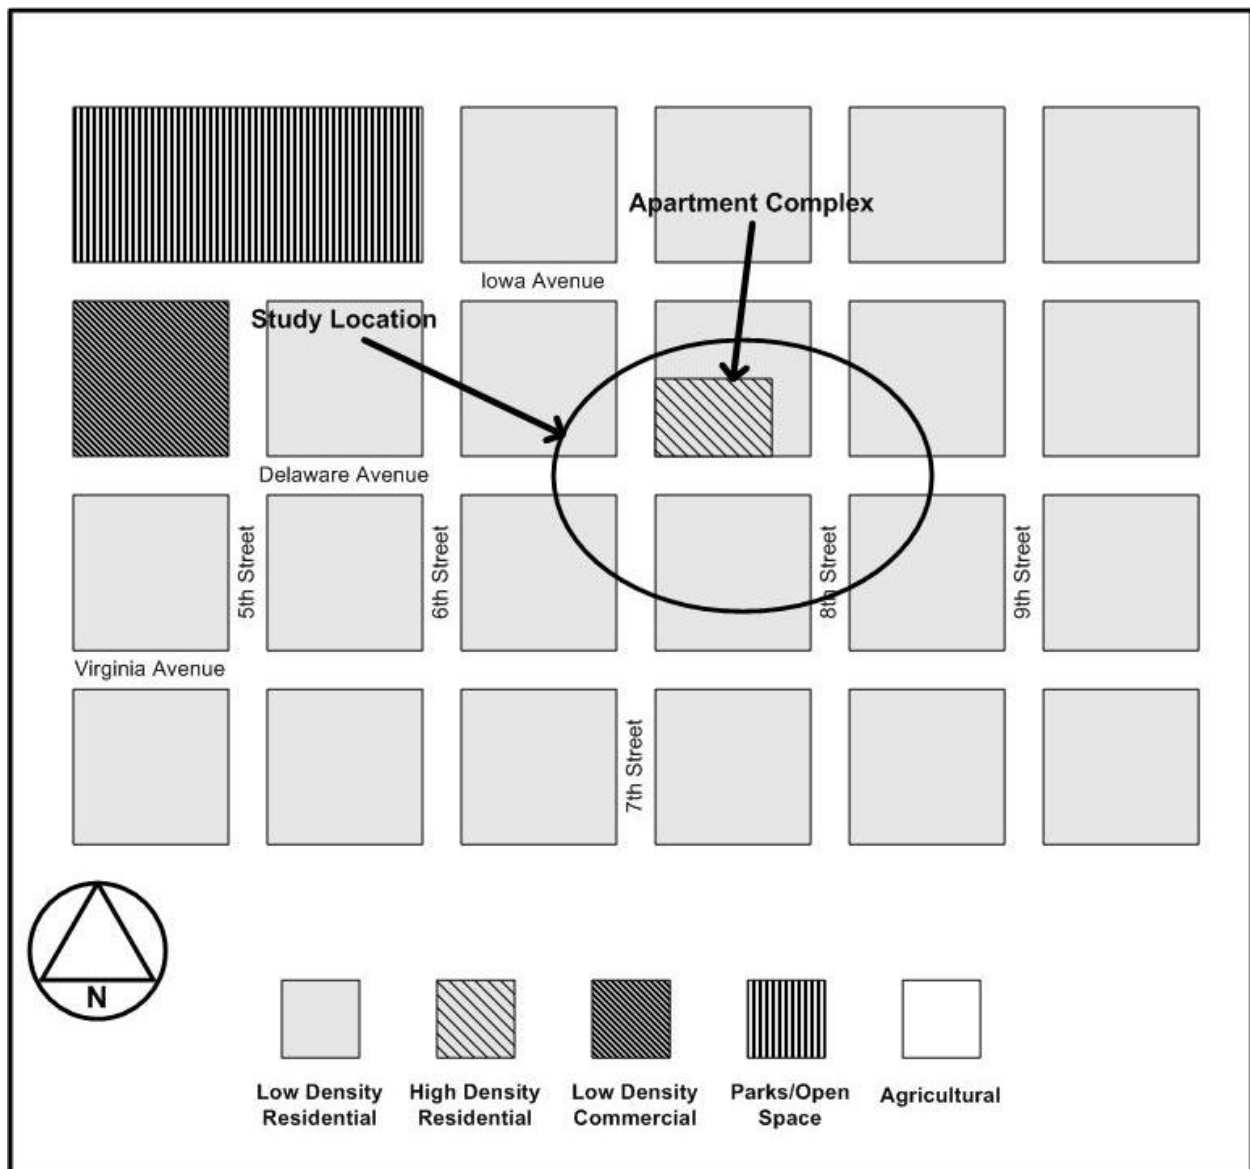 Apartment Complex
Iowa Avenue
Study Location
Delaware Avenue
5th Street
6th Street
8th Street
9th Street
Virginia Avenue
7th Street
N
Low Density
Residential
High Density
Residential
Low Density
Commercial
Parks/Open
Space
Agricultural